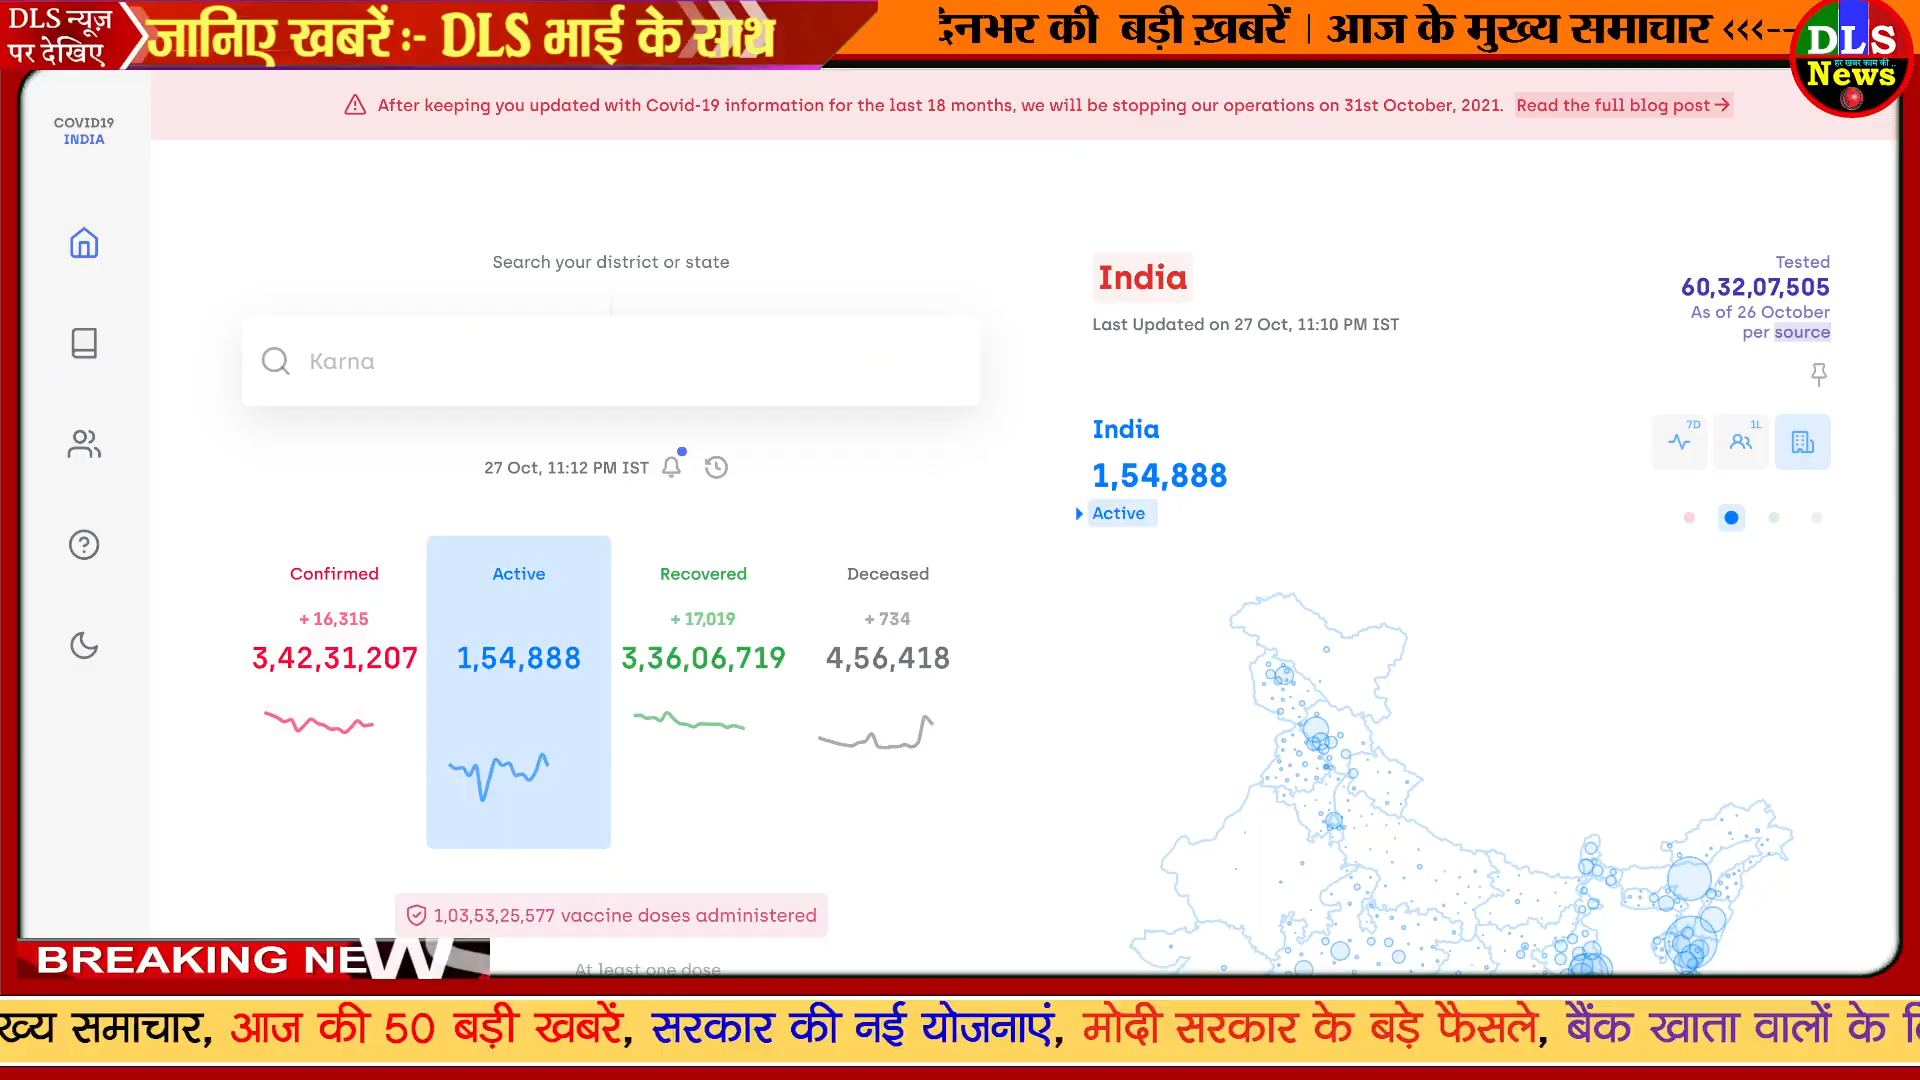 DLS न्यूज़
पर देखिए
जानिए खबरें :- DLS भाई के साथ
दिनभर की बड़ी ख़बरें | आज के मुख्य समाचार <<<--
DLS
हर खबर काम की ..
News
COVID19
INDIA
After keeping you updated with Covid-19 information for the last 18 months, we will be stopping our operations on 31st October, 2021. Read the full blog post →
Search your district or state
Karna
27 Oct, 11:12 PM IST
Confirmed
+ 16,315
3,42,31,207
Active
1,54,888
Recovered
+ 17,019
3,36,06,719
Deceased
+ 734
4,56,418
1,03,53,25,577 vaccine doses administered
At least one dose
India
Last Updated on 27 Oct, 11:10 PM IST
Tested
60,32,07,505
As of 26 October
per source
India
1,54,888
Active
7D
1L
BREAKING NEW
ख्य समाचार, आज की 50 बड़ी खबरें, सरकार की नई योजनाएं, मोदी सरकार के बड़े फैसले, बैंक खाता वालों के